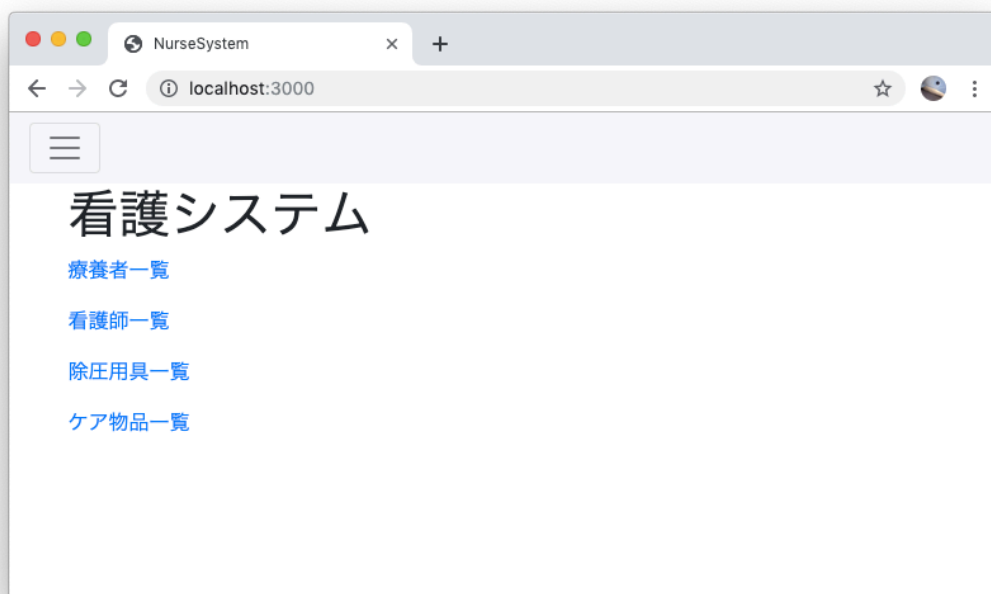 NurseSystem
localhost:3000
看護システム
療養者一覧
看護師一覧
除圧用具一覧
ケア物品一覧